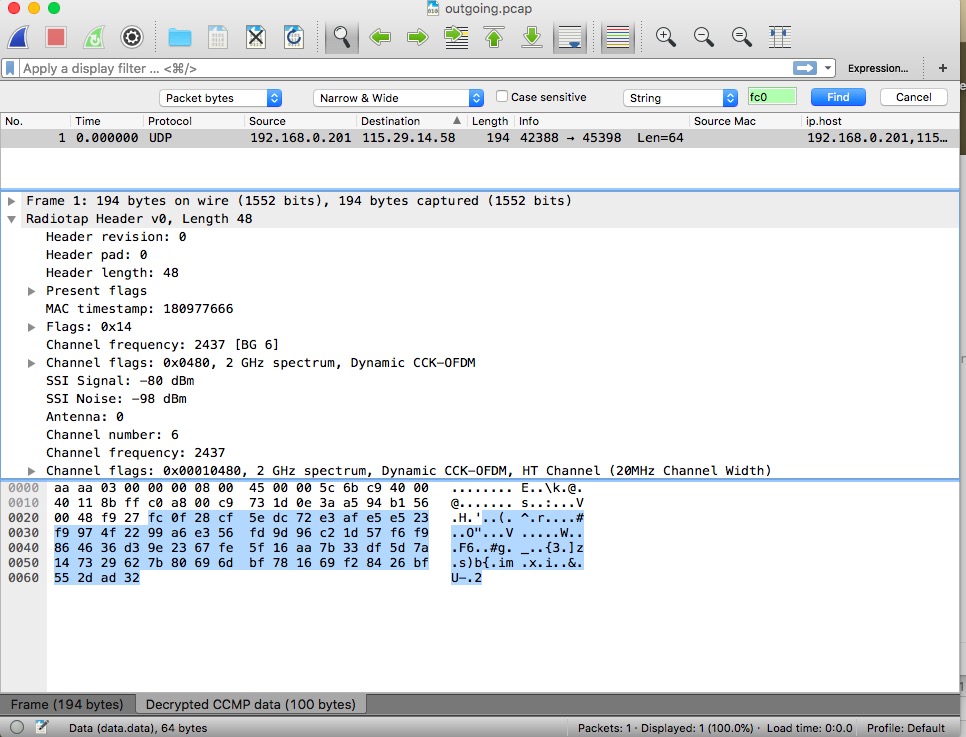 outgoing.pcap
Apply a display filter ... <⌘/>
Expression...
+
Packet bytes
Narrow & Wide
Case sensitive
String
fc0
Find
Cancel
No. Time Protocol Source Destination Length Info Source Mac ip.host
1 0.000000 UDP 192.168.0.201 115.29.14.58 194 42388 → 45398 Len=64 192.168.0.201,115…
Frame 1: 194 bytes on wire (1552 bits), 194 bytes captured (1552 bits)
Radiotap Header v0, Length 48
Header revision: 0
Header pad: 0
Header length: 48
Present flags
MAC timestamp: 180977666
Flags: 0x14
Channel frequency: 2437 [BG 6]
Channel flags: 0x0480, 2 GHz spectrum, Dynamic CCK-OFDM
SSI Signal: -80 dBm
SSI Noise: -98 dBm
Antenna: 0
Channel number: 6
Channel frequency: 2437
Channel flags: 0x00010480, 2 GHz spectrum, Dynamic CCK-OFDM, HT Channel (20MHz Channel Width)
0000 aa aa 03 00 00 00 08 00 45 00 00 5c 6b c9 40 00 ........ E..\k.@.
0010 40 11 8b ff c0 a8 00 c9 73 1d 0e 3a a5 94 b1 56 @....... s..:...V
0020 00 48 f9 27 fc 0f 28 cf 5e dc 72 e3 af e5 e5 23 .H.'..(. ^.r....#
0030 f9 97 4f 22 99 a6 e3 56 fd 9d 96 c2 1d 57 f6 f9 ..O"...V .....W..
0040 86 46 36 d3 9e 23 67 fe 5f 16 aa 7b 33 df 5d 7a .F6..#g. _..{3.]z
0050 14 73 29 62 7b 80 69 6d bf 78 16 69 f2 84 26 bf .s)b{.im .x.i..&.
0060 55 2d ad 32 U-.2
Frame (194 bytes)
Decrypted CCMP data (100 bytes)
Data (data.data), 64 bytes
Packets: 1 · Displayed: 1 (100.0%) · Load time: 0:0.0
Profile: Default